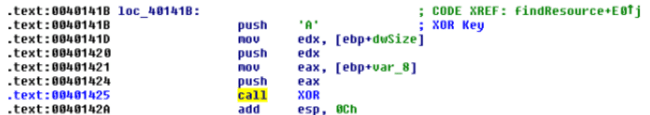 .text:0040141B loc_40141B: ; CODE XREF: findResource+E0↑j
.text:0040141B push 'A' ; XOR Key
.text:0040141D mov edx, [ebp+dwSize]
.text:00401420 push edx
.text:00401421 mov eax, [ebp+var_8]
.text:00401424 push eax
.text:00401425 call XOR
.text:0040142A add esp, 0Ch